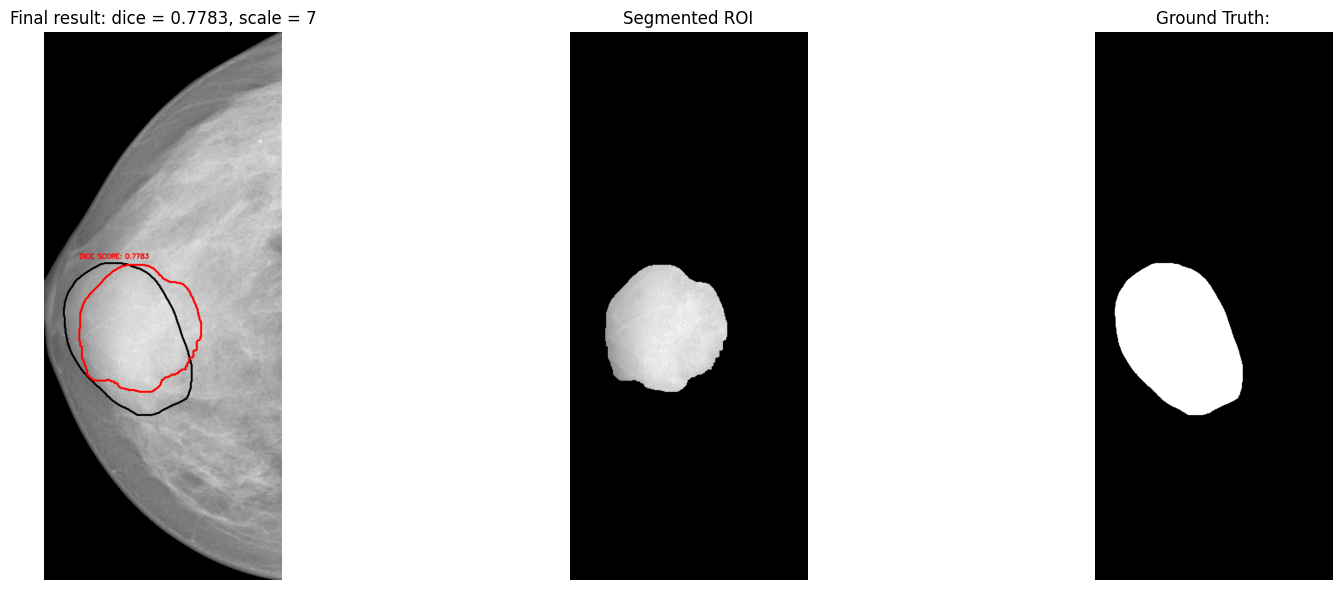 Final result: dice = 0.7783, scale = 7
Segmented ROI
Ground Truth:
DICE SCORE: 0.7783